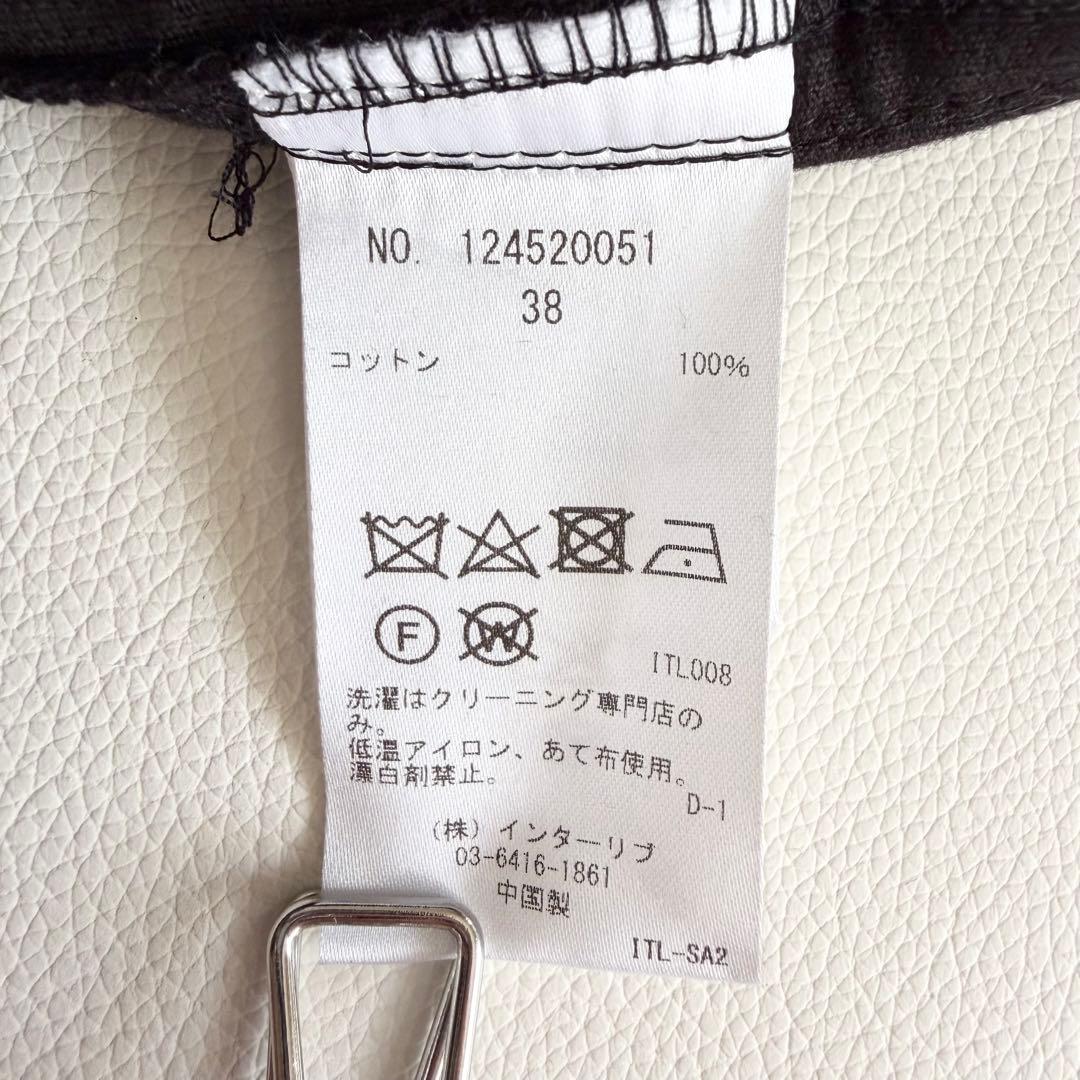 NO. 124520051
38
コットン 100%
F W
ITL008
洗濯はクリーニング専門店の
み。
低温アイロン、あて布使用。
漂白剤禁止。
D-1
(株) インターリブ
03-6416-1861
中国製
ITL-SA2